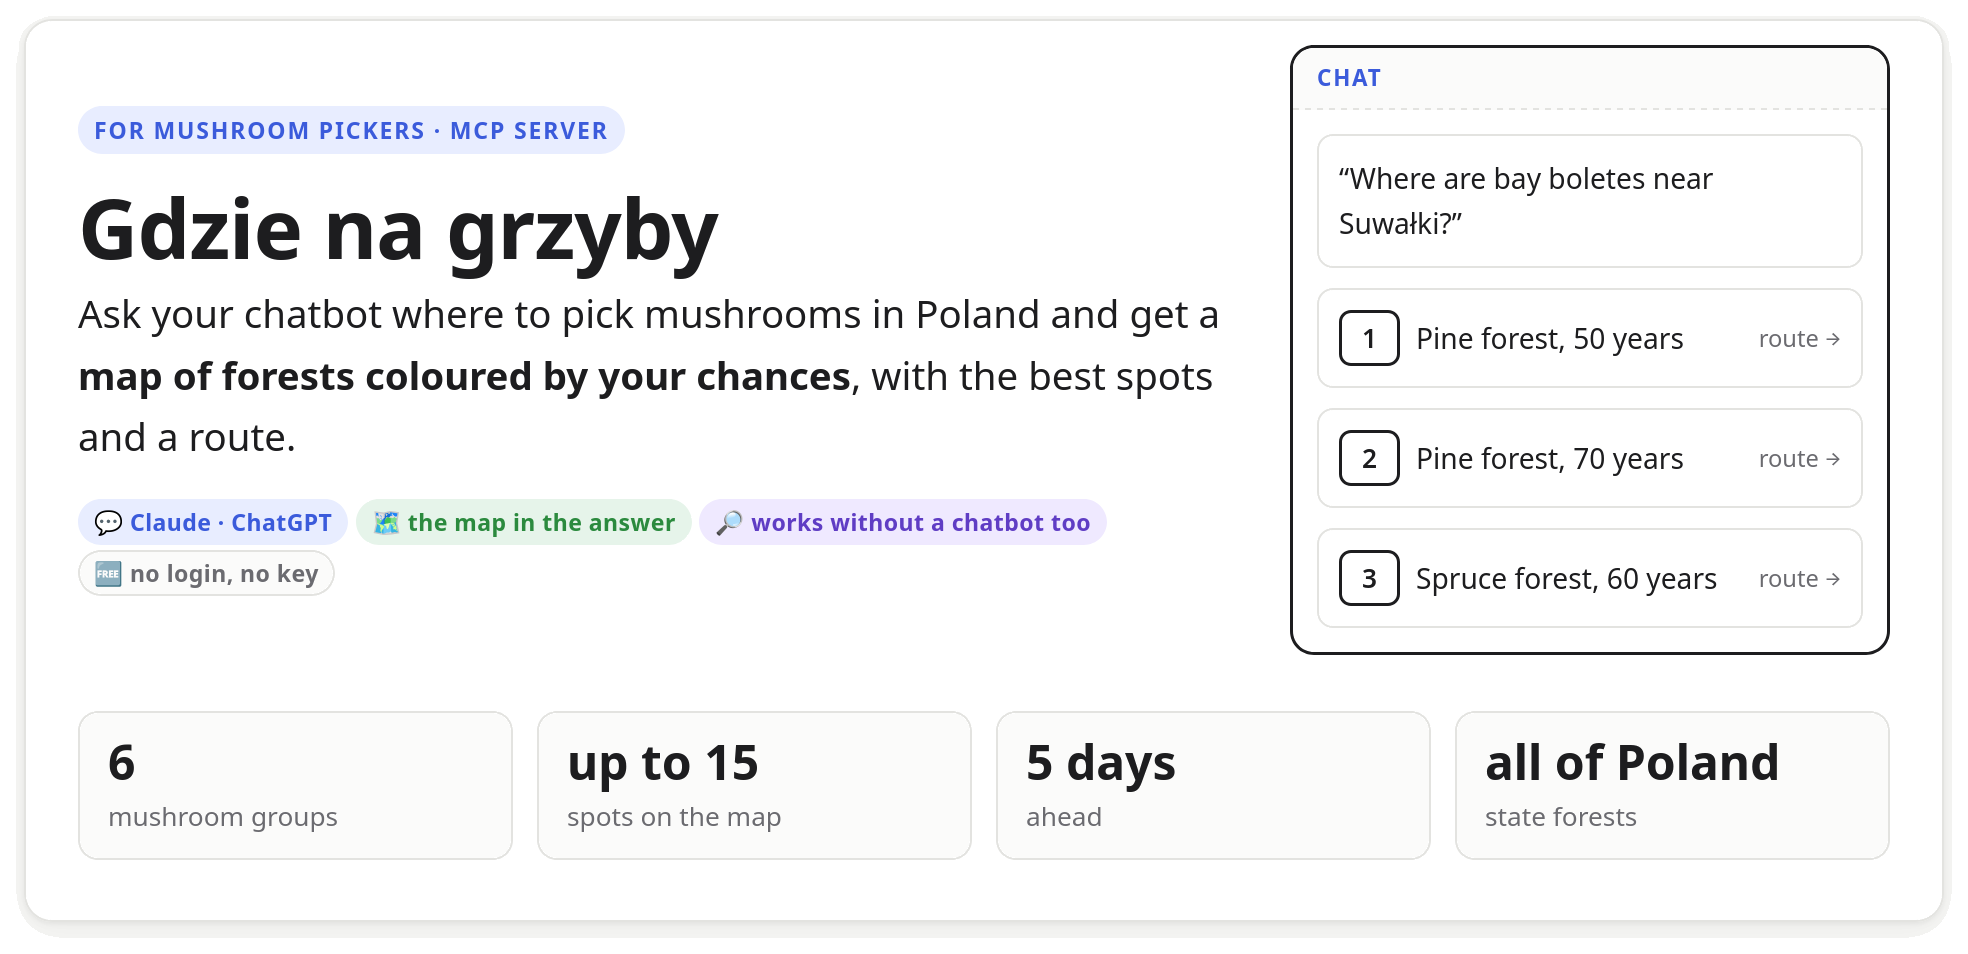 FOR MUSHROOM PICKERS · MCP SERVER
Gdzie na grzyby
Ask your chatbot where to pick mushrooms in Poland and get a
map of forests coloured by your chances, with the best spots
and a route.
💬 Claude · ChatGPT
🗺️ the map in the answer
🔎 works without a chatbot too
🆓 no login, no key
CHAT
“Where are bay boletes near
Suwałki?”
1 Pine forest, 50 years route →
2 Pine forest, 70 years route →
3 Spruce forest, 60 years route →
6
mushroom groups
up to 15
spots on the map
5 days
ahead
all of Poland
state forests